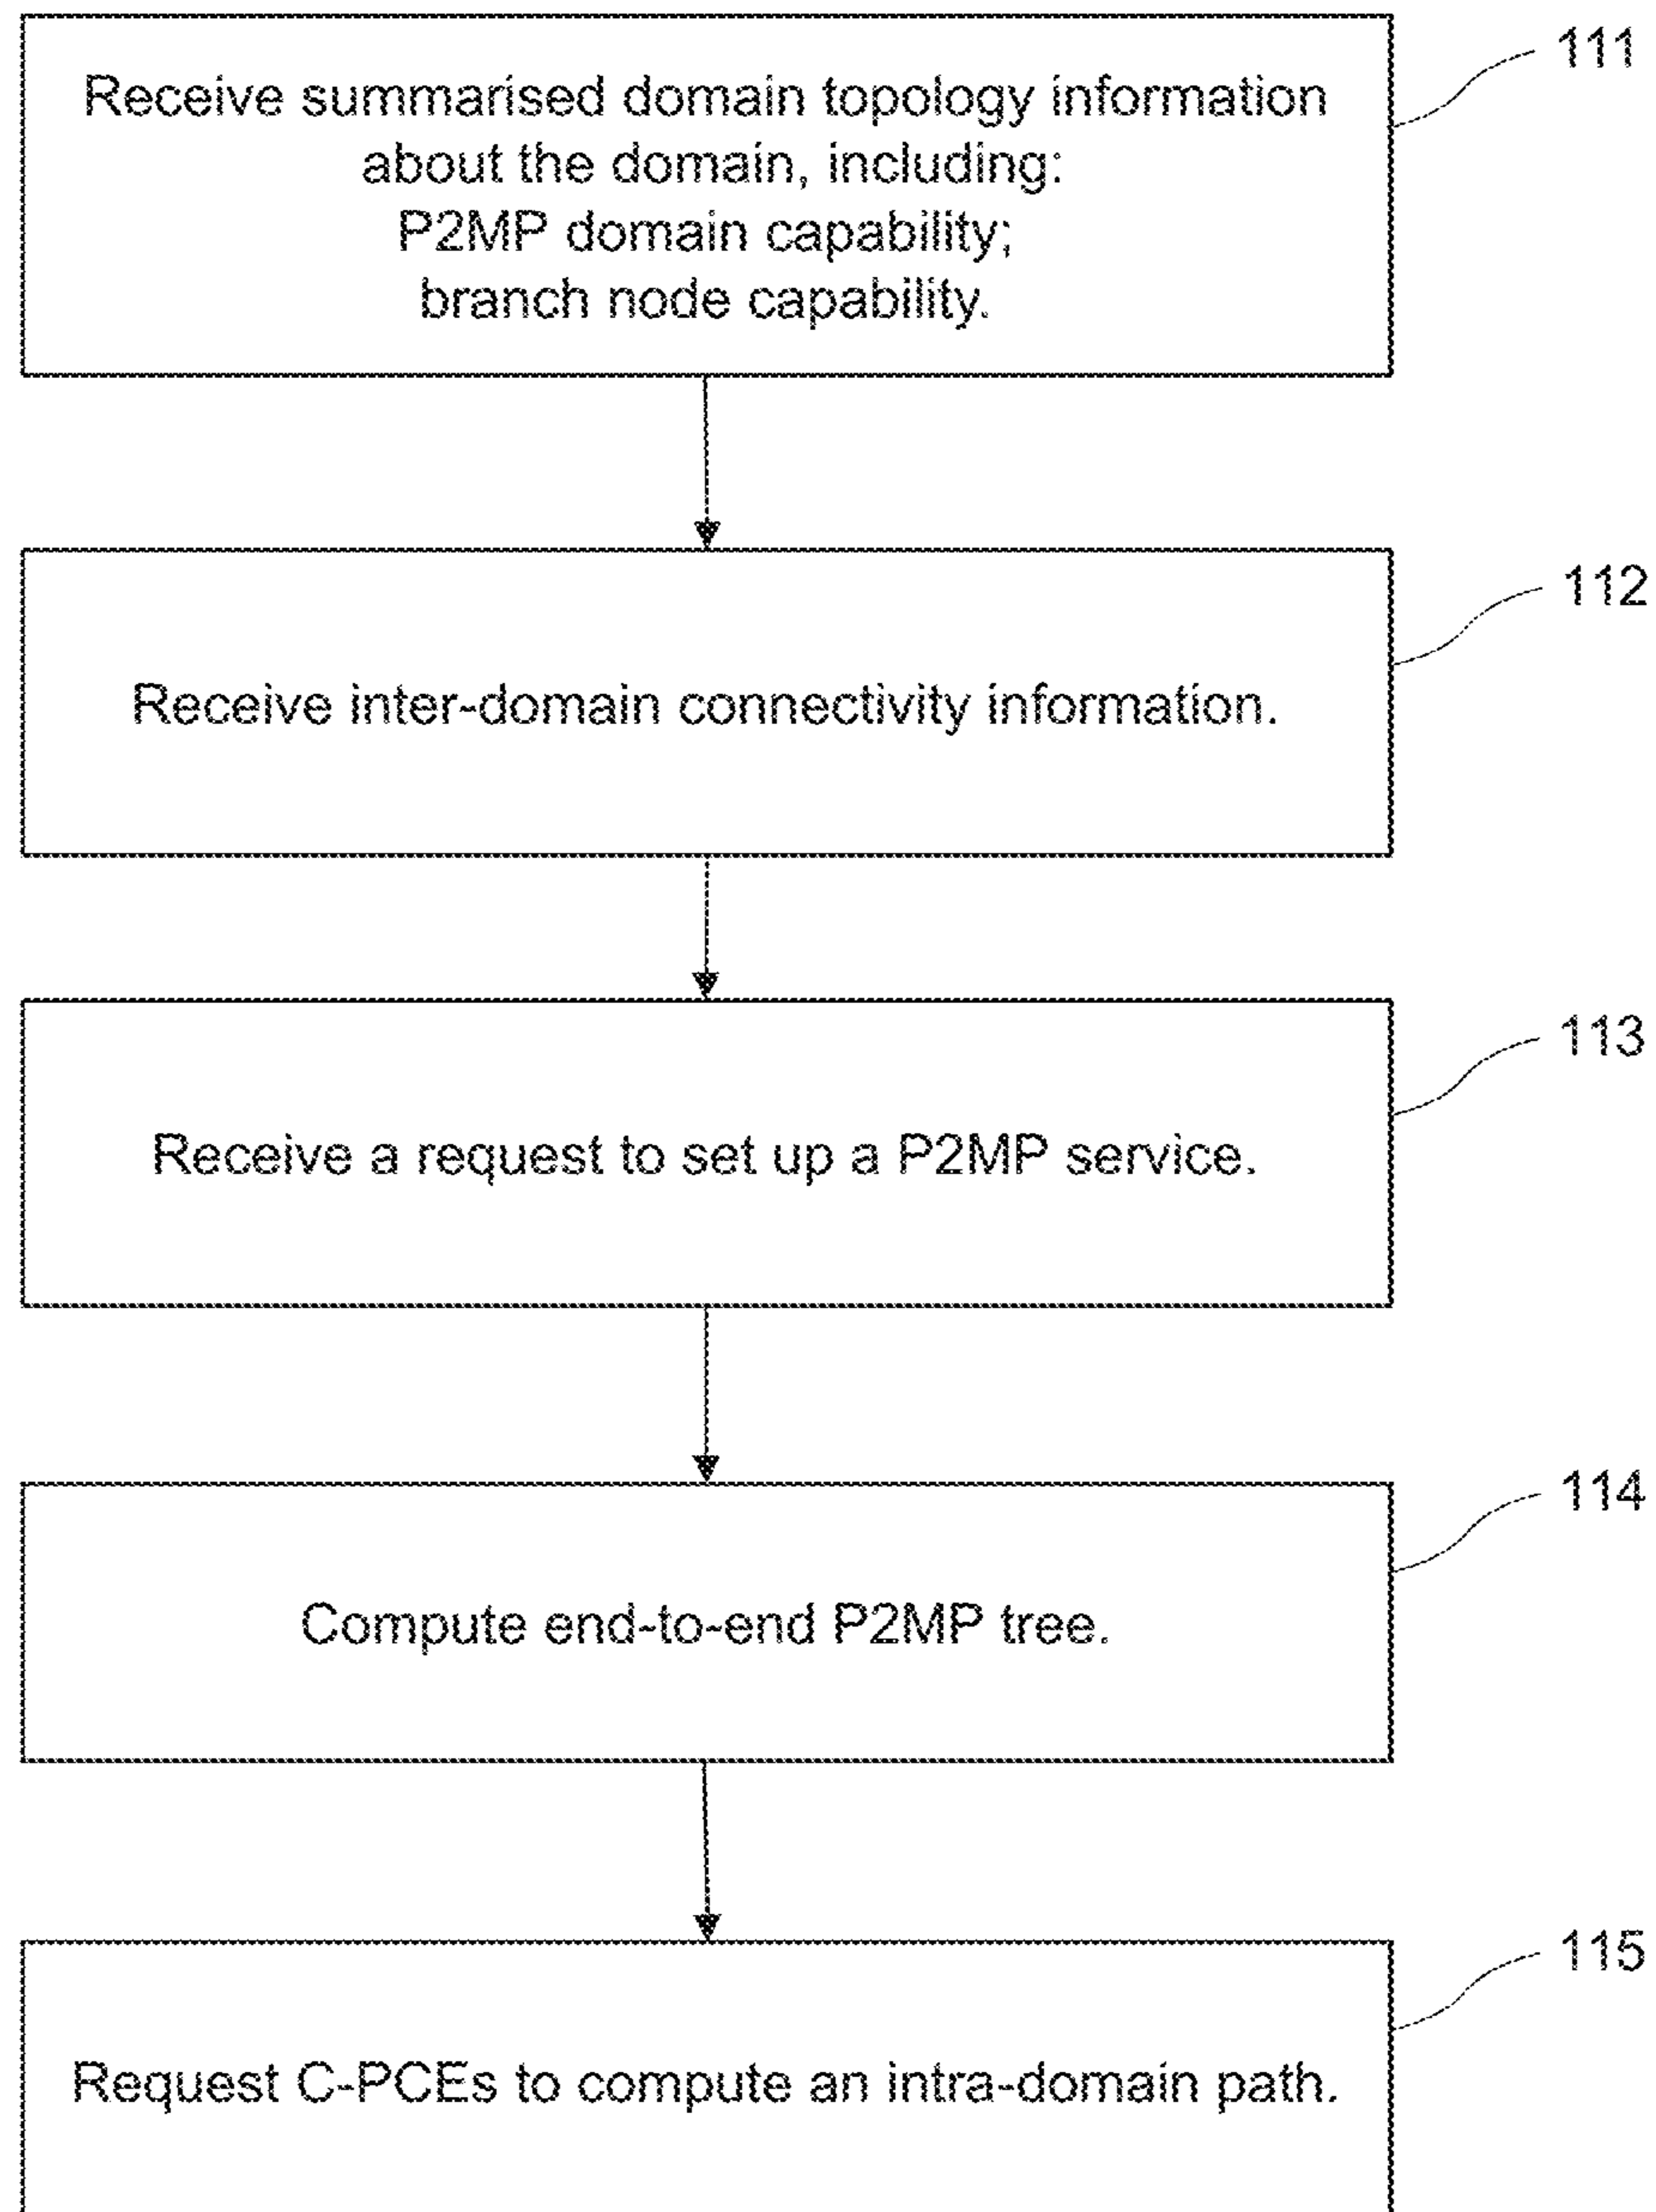 Receive summarised domain topology information
about the domain, including:
P2MP domain capability;
branch node capability.
111
Receive inter-domain connectivity information.
112
Receive a request to set up a P2MP service.
113
Compute end-to-end P2MP tree.
114
Request C-PCEs to compute an intra-domain path.
115